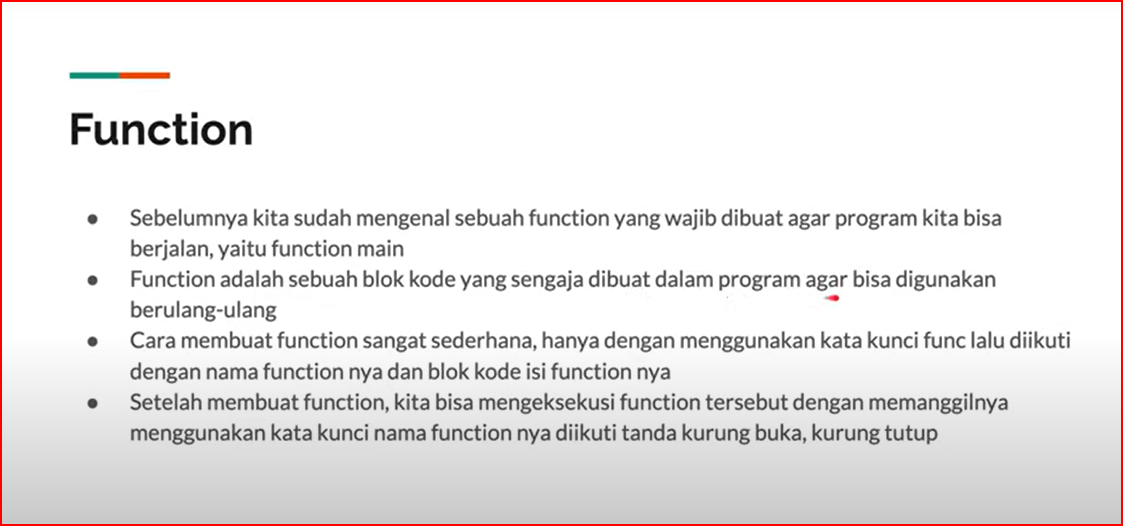 Function
● Sebelumnya kita sudah mengenal sebuah function yang wajib dibuat agar program kita bisa
berjalan, yaitu function main
● Function adalah sebuah blok kode yang sengaja dibuat dalam program agar bisa digunakan
berulang-ulang
● Cara membuat function sangat sederhana, hanya dengan menggunakan kata kunci func lalu diikuti
dengan nama function nya dan blok kode isi function nya
● Setelah membuat function, kita bisa mengeksekusi function tersebut dengan memanggilnya
menggunakan kata kunci nama function nya diikuti tanda kurung buka, kurung tutup